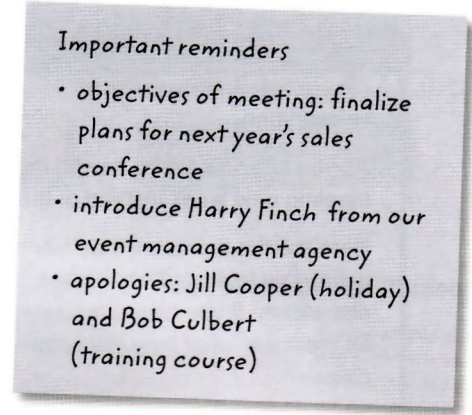 Important reminders
• objectives of meeting: finalize
plans for next year's sales
conference
• introduce Harry Finch from our
event management agency
• apologies: Jill Cooper (holiday)
and Bob Culbert
(training course)